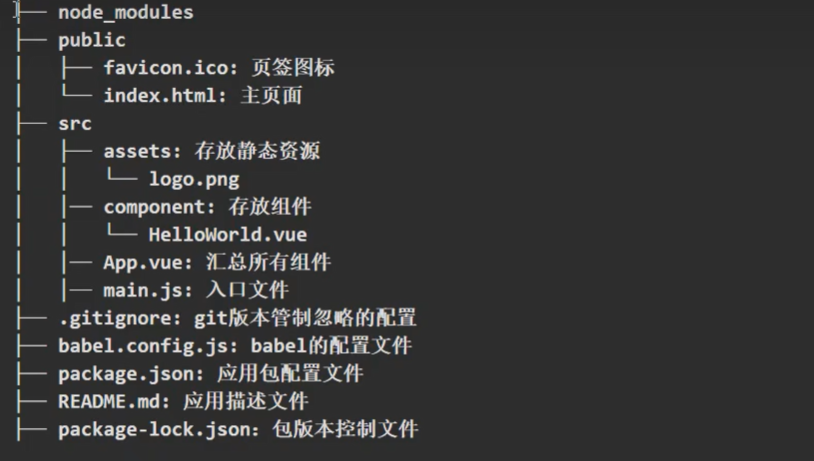 ├── node_modules
├── public
│   ├── favicon.ico: 页签图标
│   └── index.html: 主页面
├── src
│   ├── assets: 存放静态资源
│   │   └── logo.png
│   │── component: 存放组件
│   │   └── HelloWorld.vue
│   │── App.vue: 汇总所有组件
│   │── main.js: 入口文件
├── .gitignore: git版本管制忽略的配置
├── babel.config.js: babel的配置文件
├── package.json: 应用包配置文件
├── README.md: 应用描述文件
├── package-lock.json: 包版本控制文件